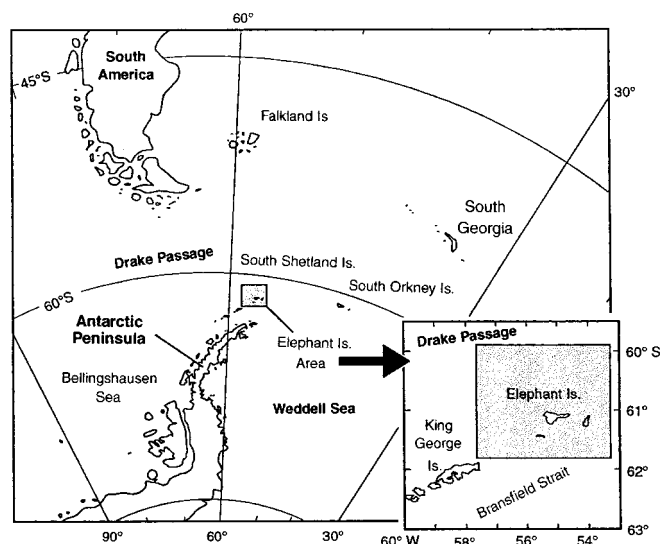 60°
South
America
45°S
30°
Falkland Is
South
Georgia
Drake Passage
South Shetland Is.
60°S
South Orkney Is.
Antarctic
Peninsula
Elephant Is.
Area
Bellingshausen
Sea
Weddell Sea
Drake Passage
60° S
Elephant Is.
61°
King
George
Is.
62°
Bransfield Strait
63°
90°
60°
30°
60° W
58°
56°
54°